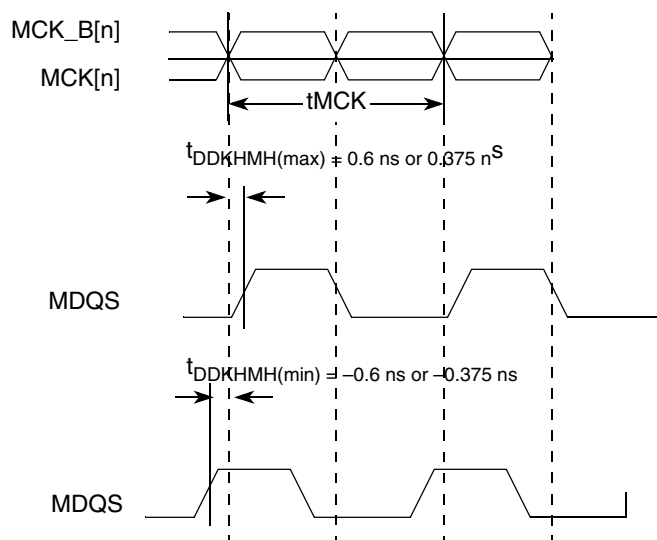 MCK_B[n]
MCK[n]
tMCK
tDDKHMH(max) = 0.6 ns or 0.375 ns
MDQS
tDDKHMH(min) = –0.6 ns or –0.375 ns
MDQS